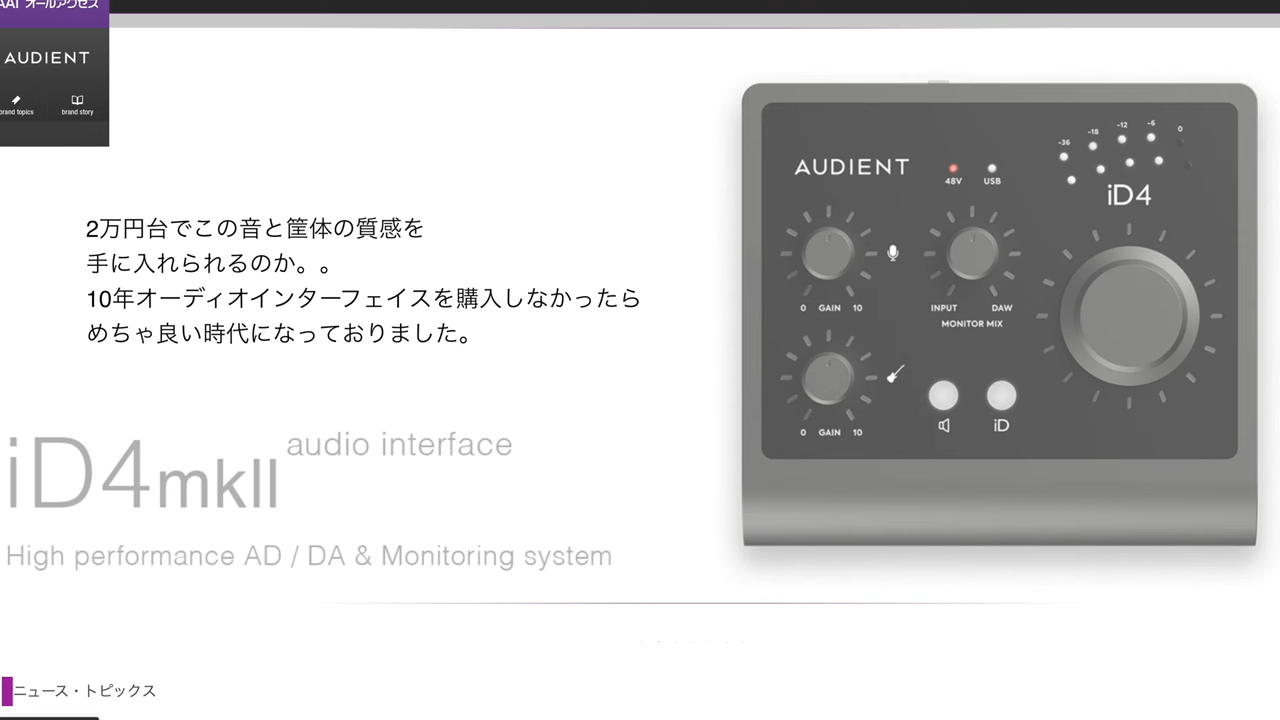 AAI オールアクセス
AUDIENT
brand topics
brand story
2万円台でこの音と筐体の質感を
手に入れられるのか。。
10年オーディオインターフェイスを購入しなかったら
めちゃ良い時代になっておりました。
iD4mkII audio interface
High performance AD / DA & Monitoring system
AUDIENT
48V
USB
-36
-18
-12
-6
0
iD4
0 GAIN 10
INPUT DAW
MONITOR MIX
0 GAIN 10
iD
ニュース・トピックス